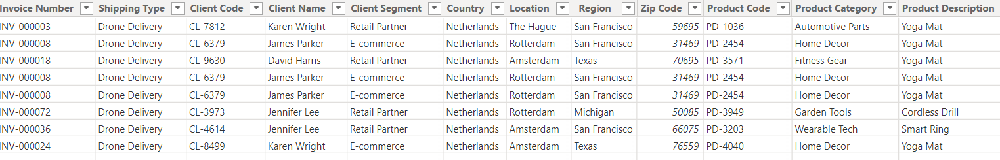 Invoice Number Shipping Type Client Code Client Name Client Segment Country Location Region Zip Code Product Code Product Category Product Description
INV-000003 Drone Delivery CL-7812 Karen Wright Retail Partner Netherlands The Hague San Francisco 59695 PD-1036 Automotive Parts Yoga Mat
INV-000008 Drone Delivery CL-6379 James Parker E-commerce Netherlands Rotterdam San Francisco 31469 PD-2454 Home Decor Yoga Mat
INV-000018 Drone Delivery CL-9630 David Harris Retail Partner Netherlands Amsterdam Texas 70695 PD-3571 Fitness Gear Yoga Mat
INV-000008 Drone Delivery CL-6379 James Parker E-commerce Netherlands Rotterdam San Francisco 31469 PD-2454 Home Decor Yoga Mat
INV-000008 Drone Delivery CL-6379 James Parker E-commerce Netherlands Rotterdam San Francisco 31469 PD-2454 Home Decor Yoga Mat
INV-000072 Drone Delivery CL-3973 Jennifer Lee Retail Partner Netherlands Rotterdam Michigan 50085 PD-3949 Garden Tools Cordless Drill
INV-000036 Drone Delivery CL-4614 Jennifer Lee Retail Partner Netherlands Amsterdam San Francisco 66075 PD-3203 Wearable Tech Smart Ring
INV-000024 Drone Delivery CL-8499 Karen Wright E-commerce Netherlands Amsterdam Texas 76559 PD-4040 Home Decor Yoga Mat